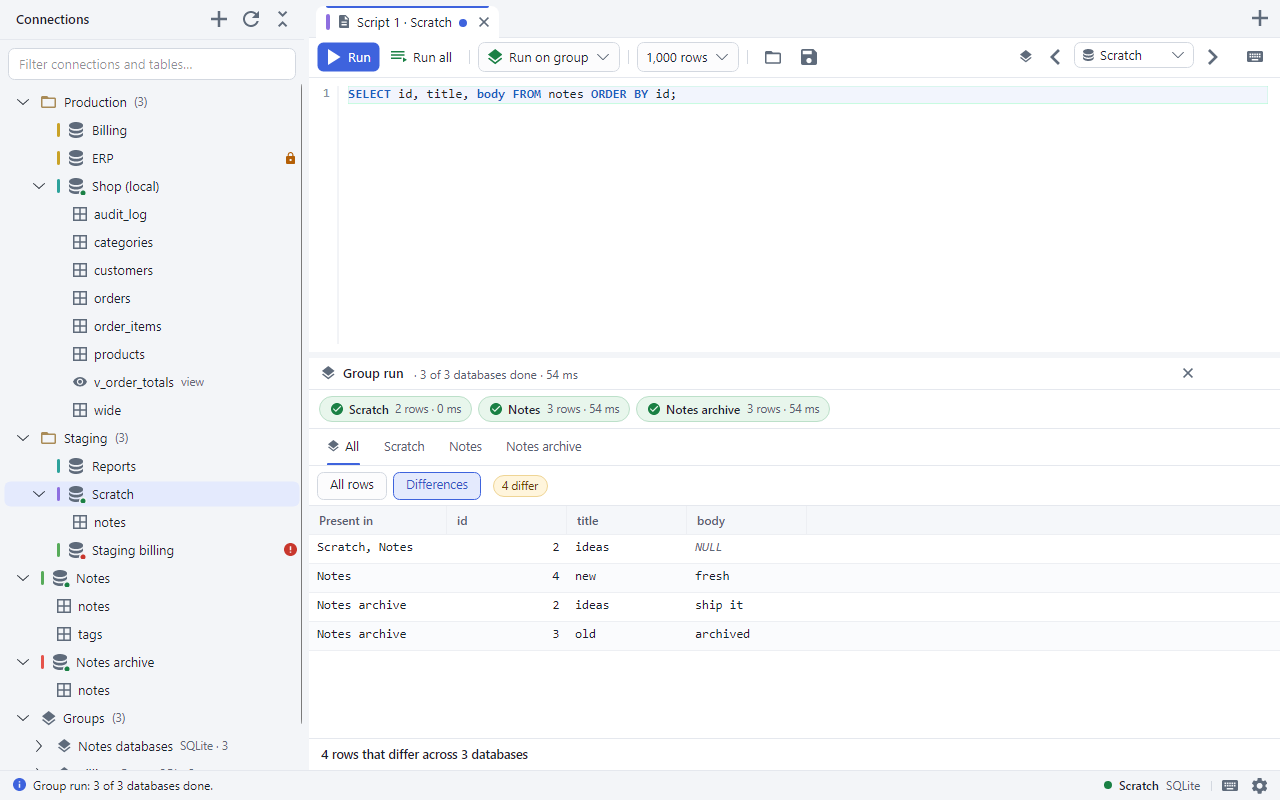 Connections
Script 1 · Scratch
Filter connections and tables...
Run
Run all
Run on group
1,000 rows
Scratch
1
SELECT id, title, body FROM notes ORDER BY id;
Production (3)
Billing
ERP
Shop (local)
audit_log
categories
customers
orders
order_items
products
v_order_totals view
wide
Staging (3)
Reports
Scratch
notes
Staging billing
Notes
notes
tags
Notes archive
notes
Groups (3)
Notes databases SQLite · 3
Group run · 3 of 3 databases done · 54 ms
Scratch 2 rows · 0 ms
Notes 3 rows · 54 ms
Notes archive 3 rows · 54 ms
All
Scratch
Notes
Notes archive
All rows
Differences
4 differ
Present in id title body
Scratch, Notes 2 ideas NULL
Notes 4 new fresh
Notes archive 2 ideas ship it
Notes archive 3 old archived
4 rows that differ across 3 databases
Group run: 3 of 3 databases done.
Scratch SQLite